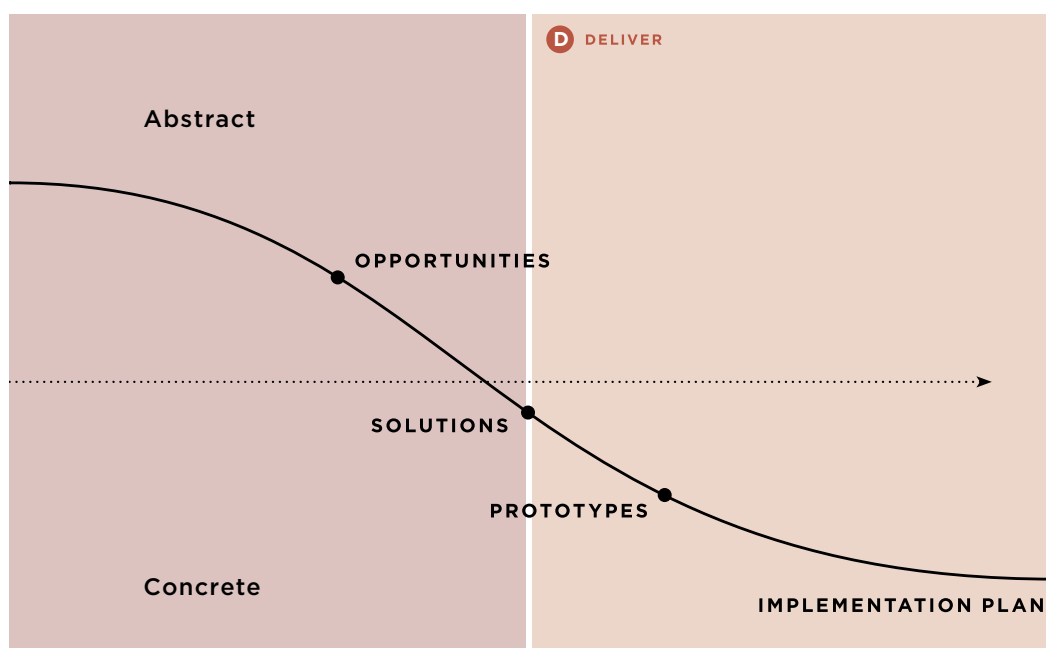 D DELIVER
Abstract
OPPORTUNITIES
SOLUTIONS
PROTOTYPES
Concrete
IMPLEMENTATION PLAN